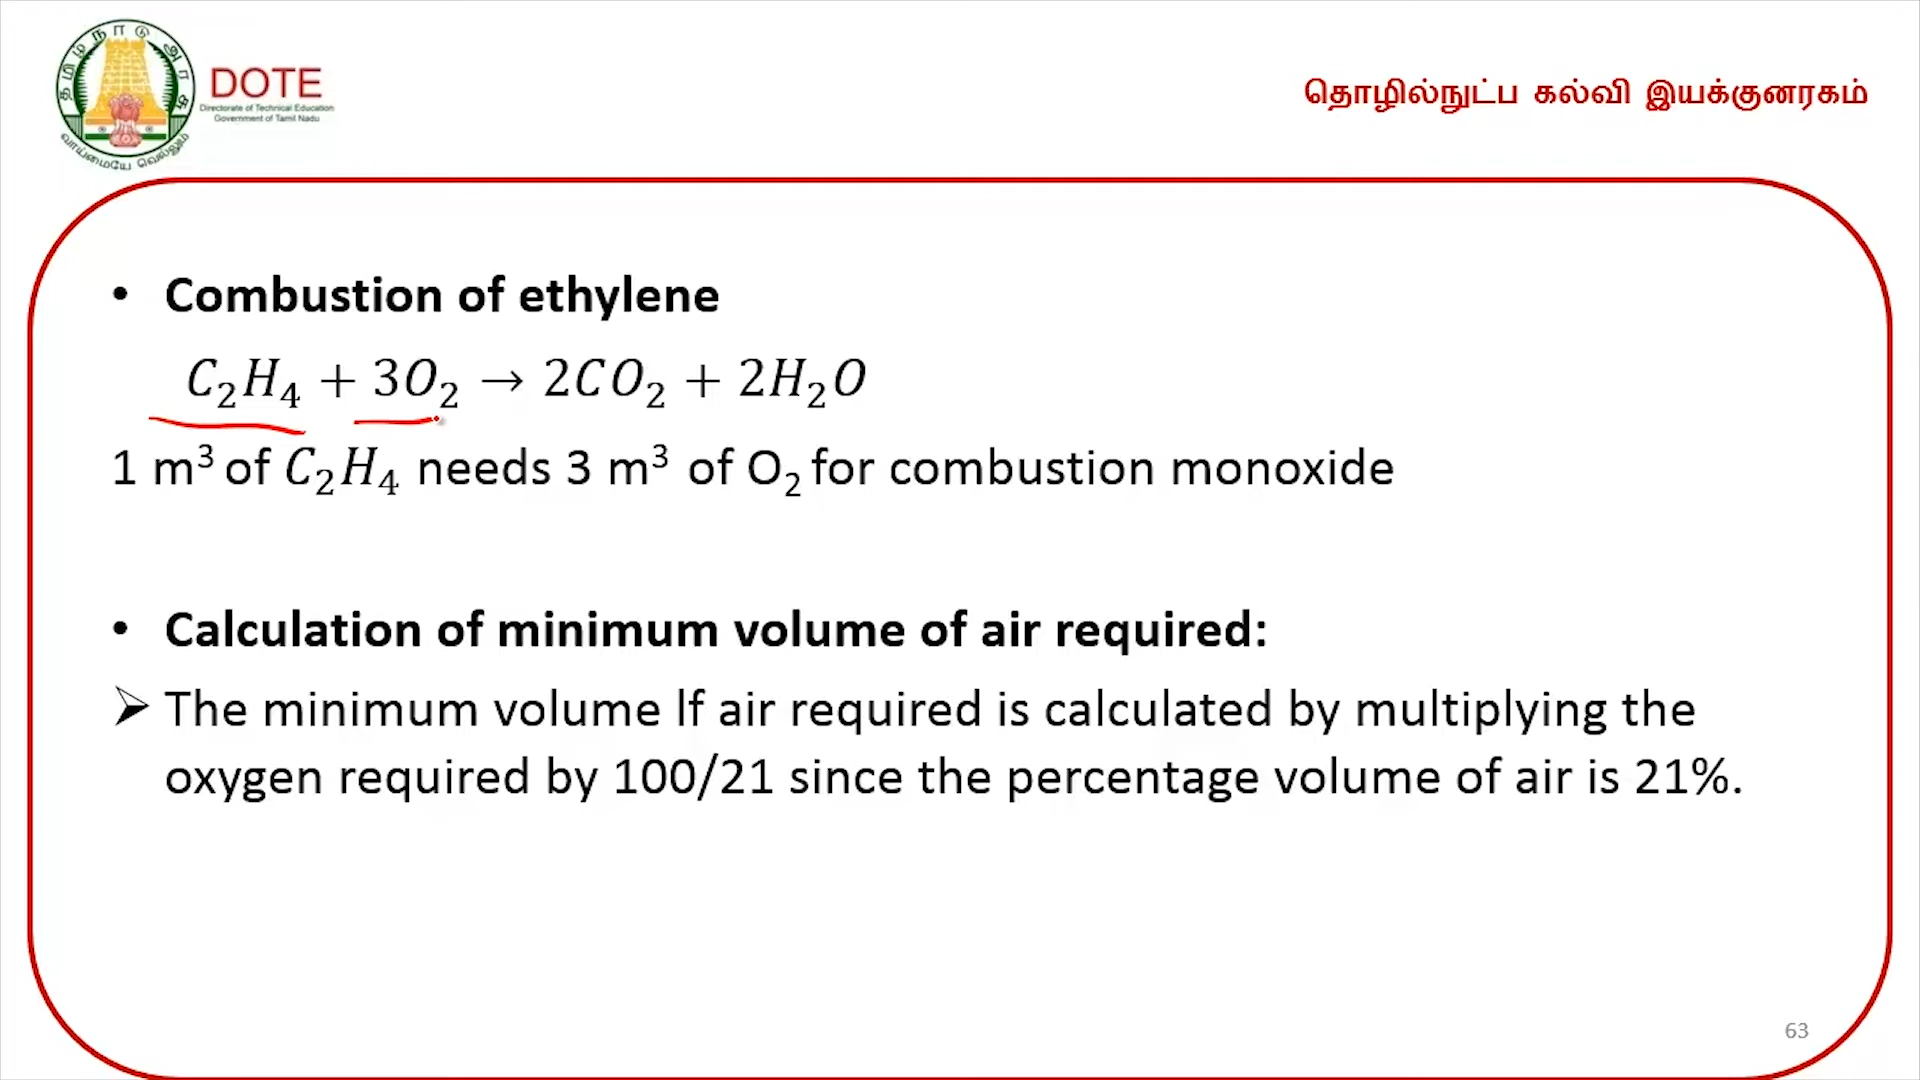 தமிழ்நாடு அரசு
வாய்மையே வெல்லும்
DOTE
Directorate of Technical Education
Government of Tamil Nadu
தொழில்நுட்ப கல்வி இயக்குனரகம்
• Combustion of ethylene
C₂H₄ + 3O₂ → 2CO₂ + 2H₂O
1 m³ of C₂H₄ needs 3 m³ of O₂ for combustion monoxide
• Calculation of minimum volume of air required:
➢ The minimum volume lf air required is calculated by multiplying the
oxygen required by 100/21 since the percentage volume of air is 21%.
63